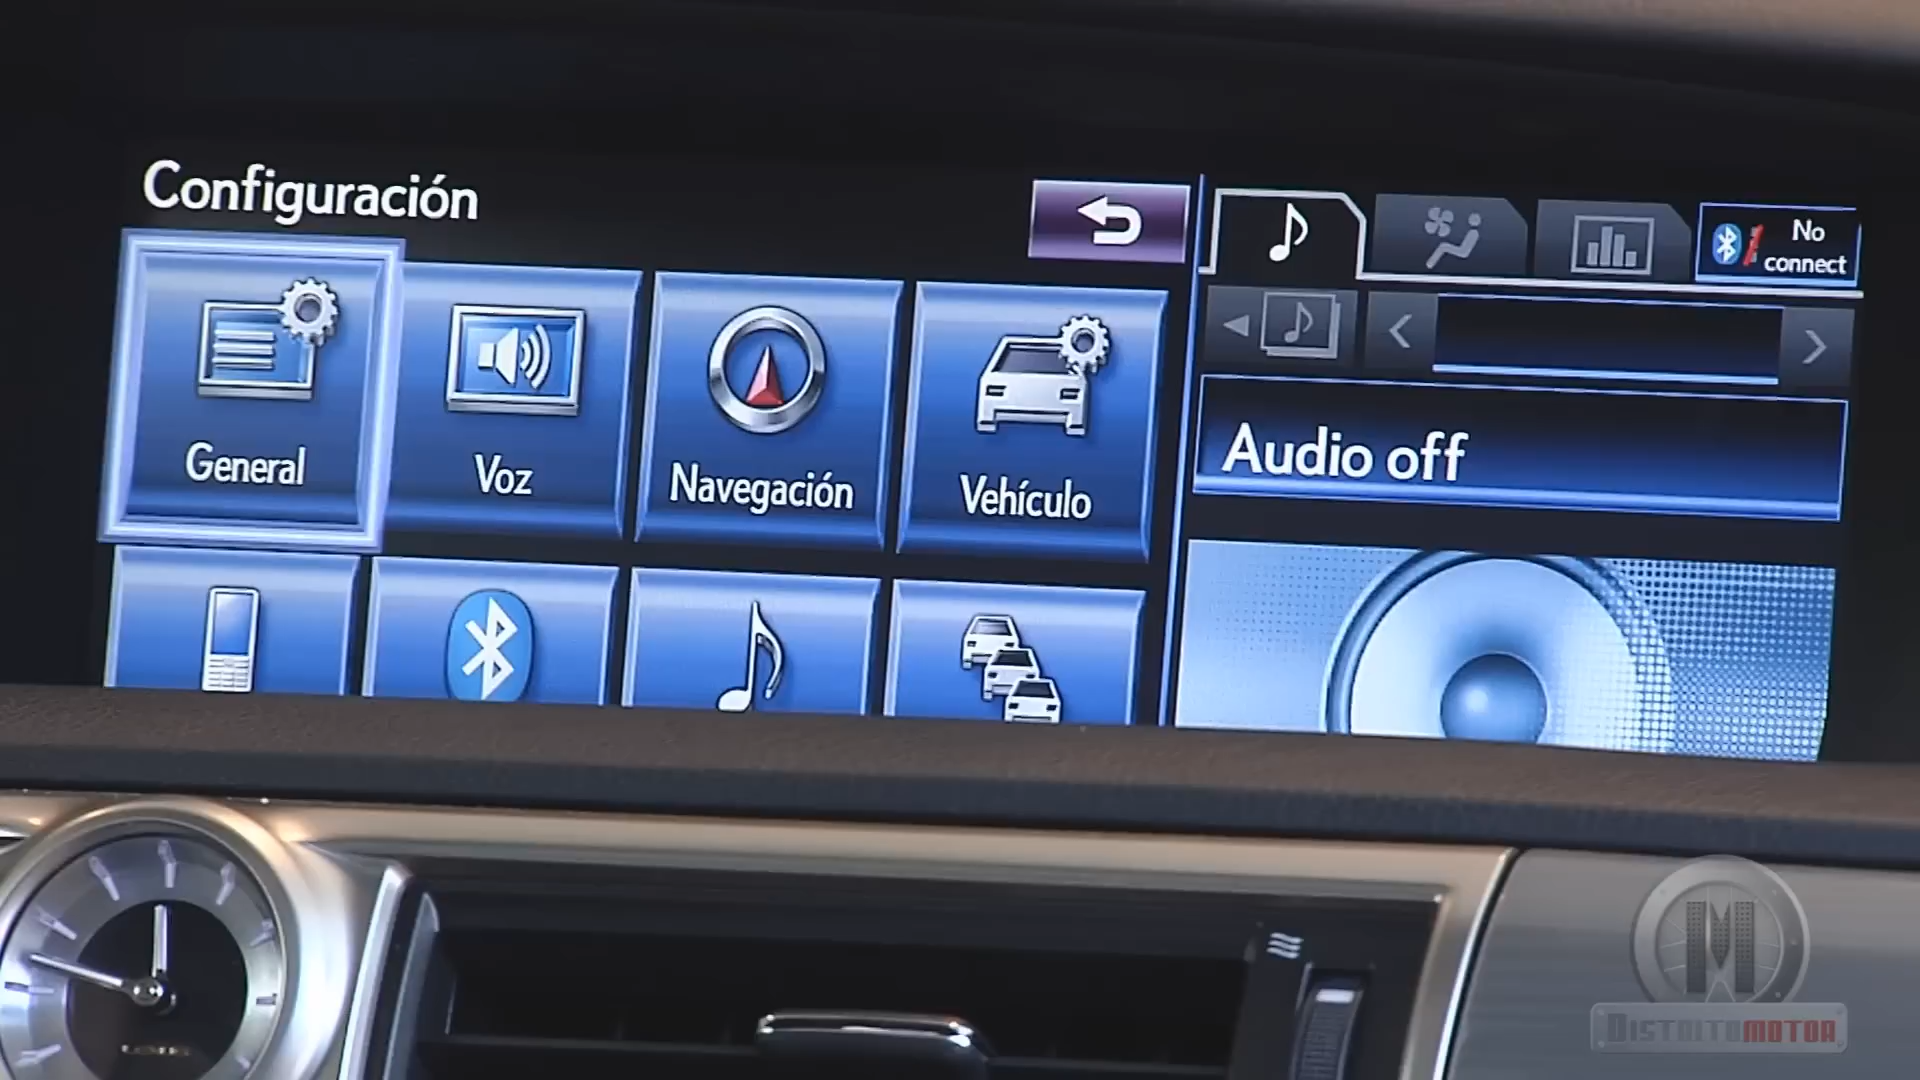 Configuración
No
connect
General
Voz
Navegación
Vehículo
Audio off
DISTRITOMOTOR